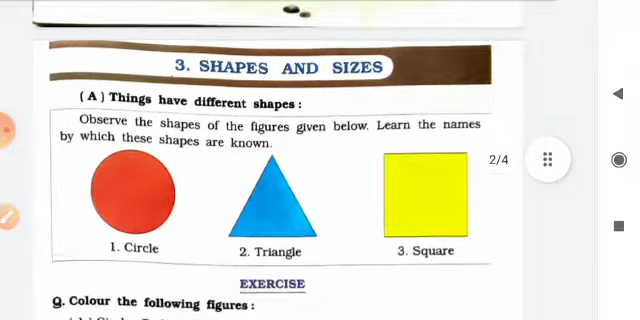 3. SHAPES AND SIZES
( A ) Things have different shapes :
Observe the shapes of the figures given below. Learn the names
by which these shapes are known.
2/4
1. Circle
2. Triangle
3. Square
EXERCISE
Q. Colour the following figures :